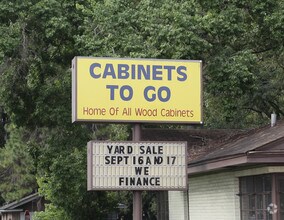 CABINETS
TO GO
Home Of All Wood Cabinets
YARD SALE
SEPT 16 AND 17
WE
FINANCE